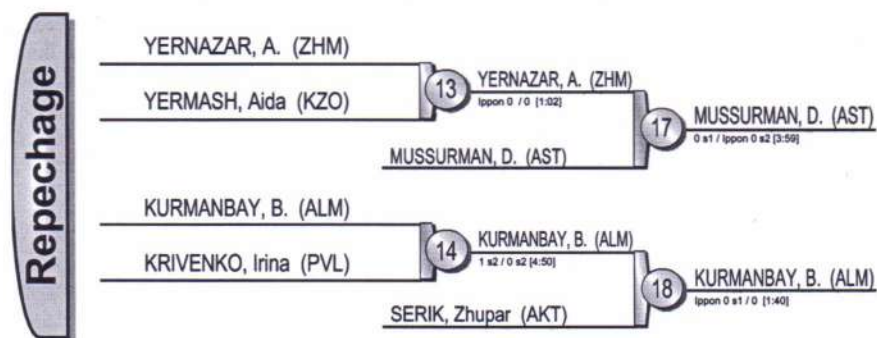 Repechage
YERNAZAR, A. (ZHM)
YERMASH, Aida (KZO)
13
YERNAZAR, A. (ZHM)
Ippon 0 / 0 [1:02]
MUSSURMAN, D. (AST)
17
MUSSURMAN, D. (AST)
0 s1 / Ippon 0 s2 [3:59]
KURMANBAY, B. (ALM)
KRIVENKO, Irina (PVL)
14
KURMANBAY, B. (ALM)
1 s2 / 0 s2 [4:50]
SERIK, Zhupar (AKT)
18
KURMANBAY, B. (ALM)
Ippon 0 s1 / 0 [1:40]